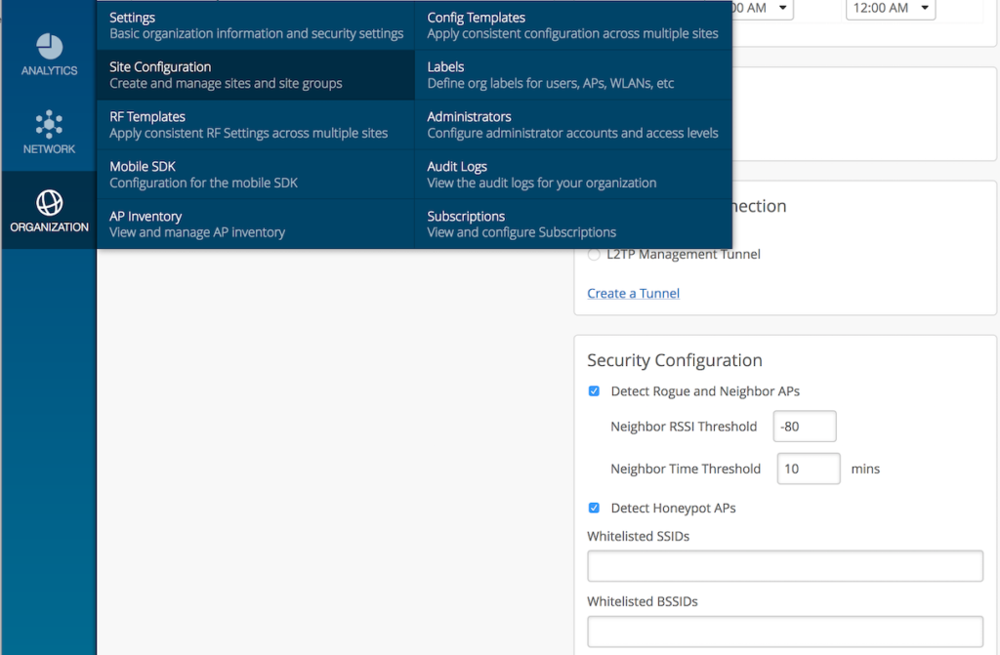 ANALYTICS
NETWORK
ORGANIZATION
Settings
Basic organization information and security settings
Site Configuration
Create and manage sites and site groups
RF Templates
Apply consistent RF Settings across multiple sites
Mobile SDK
Configuration for the mobile SDK
AP Inventory
View and manage AP inventory
Config Templates
Apply consistent configuration across multiple sites
Labels
Define org labels for users, APs, WLANs, etc
Administrators
Configure administrator accounts and access levels
Audit Logs
View the audit logs for your organization
Subscriptions
View and configure Subscriptions
AM
12:00 AM
L2TP Management Tunnel
Create a Tunnel
Security Configuration
Detect Rogue and Neighbor APs
Neighbor RSSI Threshold -80
Neighbor Time Threshold 10 mins
Detect Honeypot APs
Whitelisted SSIDs
Whitelisted BSSIDs